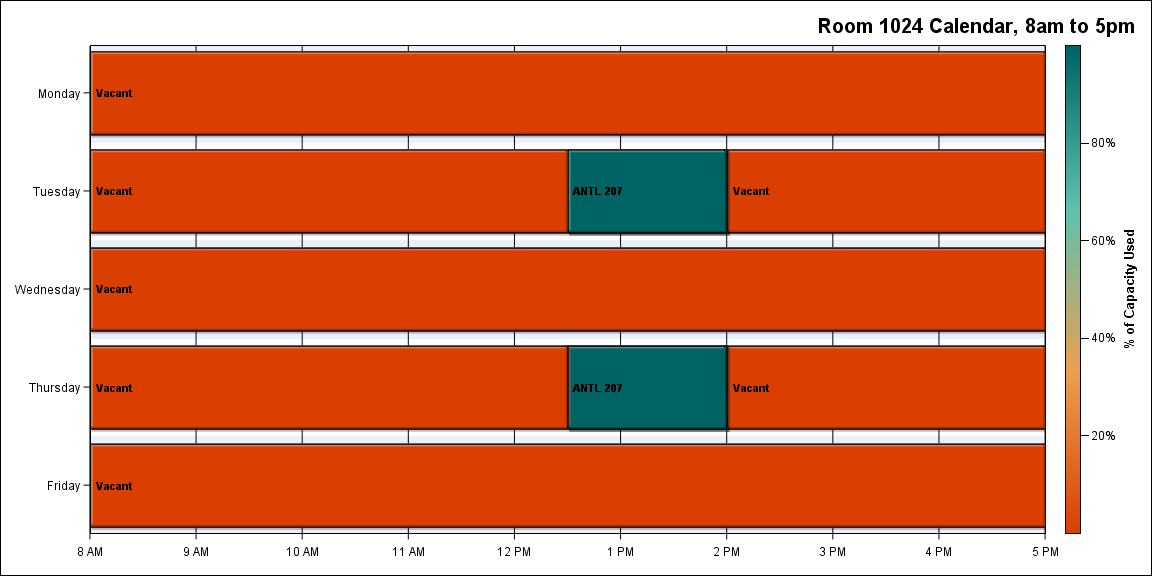 Room 1024 Calendar, 8am to 5pm
Monday
Vacant
Tuesday
Vacant
ANTL 207
Vacant
Wednesday
Vacant
Thursday
Vacant
ANTL 207
Vacant
Friday
Vacant
8 AM
9 AM
10 AM
11 AM
12 PM
1 PM
2 PM
3 PM
4 PM
5 PM
80%
60%
40%
20%
% of Capacity Used